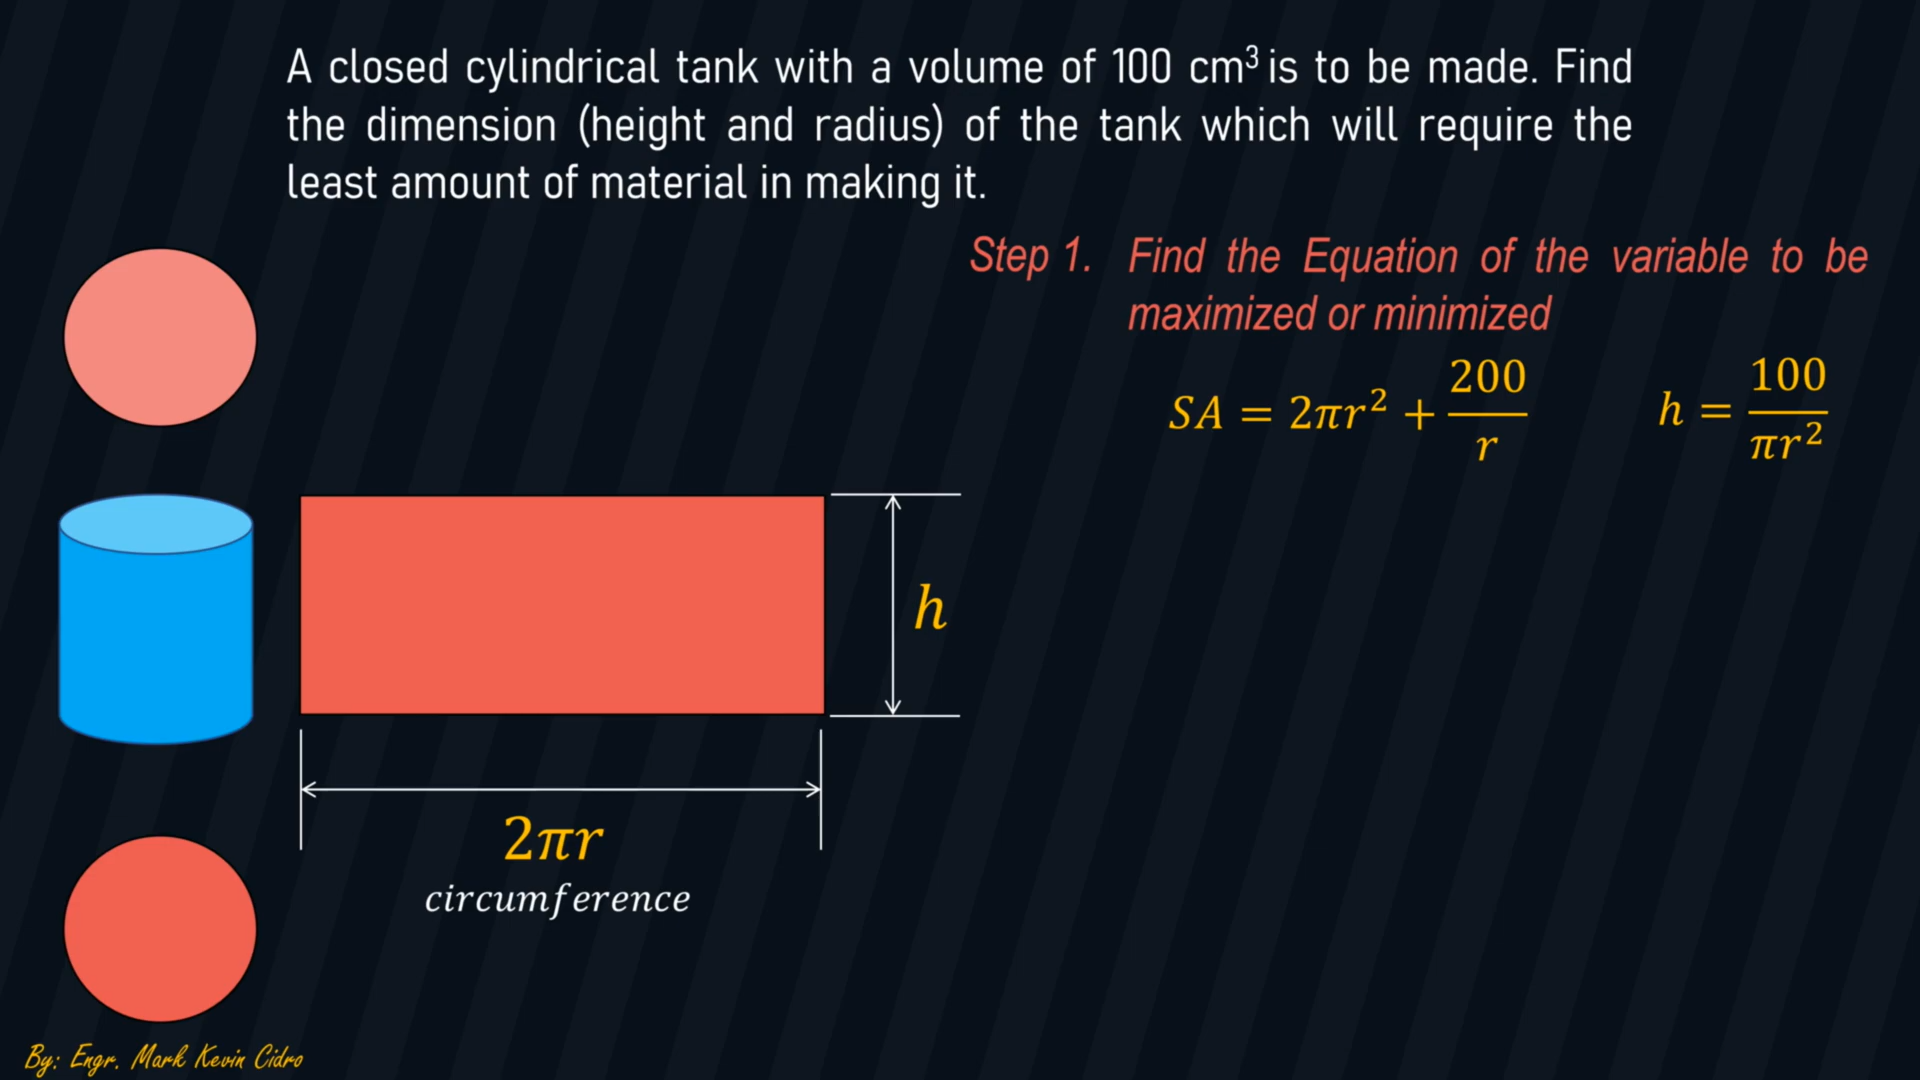 A closed cylindrical tank with a volume of 100 cm³ is to be made. Find
the dimension (height and radius) of the tank which will require the
least amount of material in making it.
Step 1. Find the Equation of the variable to be
maximized or minimized
SA = 2πr² + 200/r
h = 100/πr²
h
2πr
circumference
By: Engr. Mark Kevin Cidro